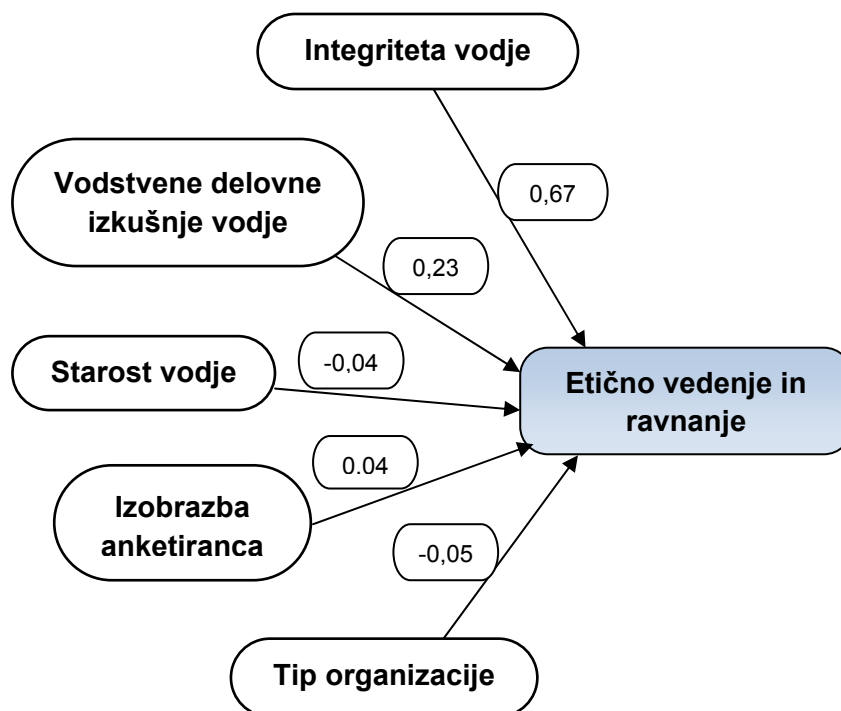 Integriteta vodje
0,67
Vodstvene delovne
izkušnje vodje
0,23
Starost vodje
-0,04
Etično vedenje in
ravnanje
0.04
Izobrazba
anketiranca
-0,05
Tip organizacije